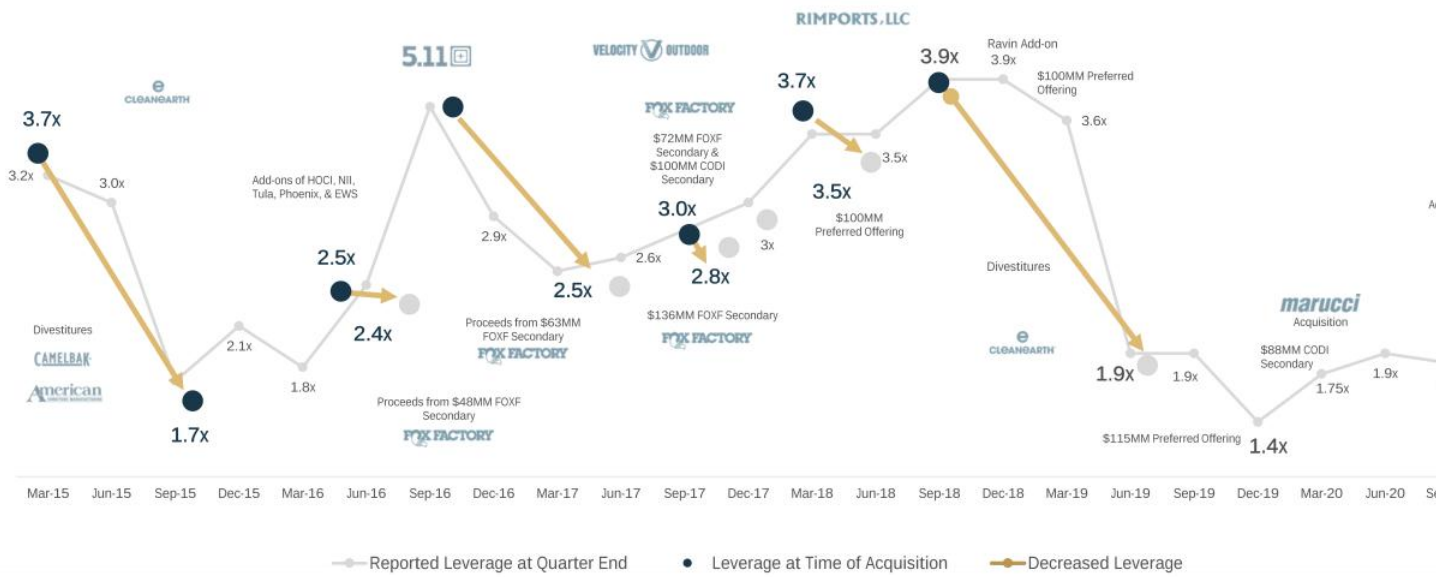 RIMPORTS, LLC
5.11
VELOCITY OUTDOOR
3.9x
Ravin Add-on
3.9x
$100MM Preferred
Offering
CLEANEARTH
3.7x
3.7x
FOX FACTORY
$72MM FOXF
Secondary &
$100MM CODI
Secondary
3.6x
3.2x
3.0x
Add-ons of HOCI, NII,
Tula, Phoenix, & EWS
3.5x
3.5x
3.0x
$100MM
Preferred Offering
2.9x
3x
2.5x
2.6x
2.8x
2.5x
Divestitures
marucci
Acquisition
Divestitures
CAMELBAK
American
2.4x
2.1x
1.8x
Proceeds from $63MM
FOXF Secondary
FOX FACTORY
$136MM FOXF Secondary
FOX FACTORY
CLEANEARTH
$88MM CODI
Secondary
1.9x
1.9x
1.75x
1.9x
1.7x
Proceeds from $48MM FOXF
Secondary
FOX FACTORY
$115MM Preferred Offering
1.4x
Mar-15 Jun-15 Sep-15 Dec-15 Mar-16 Jun-16 Sep-16 Dec-16 Mar-17 Jun-17 Sep-17 Dec-17 Mar-18 Jun-18 Sep-18 Dec-18 Mar-19 Jun-19 Sep-19 Dec-19 Mar-20 Jun-20
Reported Leverage at Quarter End Leverage at Time of Acquisition Decreased Leverage